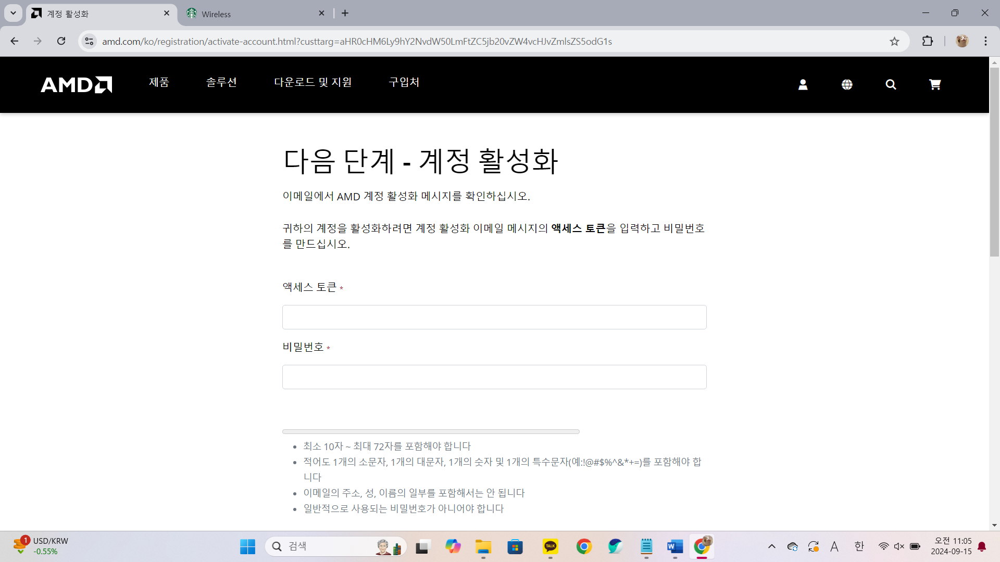 계정 활성화
Wireless
amd.com/ko/registration/activate-account.html?custtarg=aHR0cHM6Ly9hY2NvdW50LmFtZC5jb20vZW4vcHJvZmlsZS5odG1s
AMD 제품 솔루션 다운로드 및 지원 구입처
다음 단계 - 계정 활성화
이메일에서 AMD 계정 활성화 메시지를 확인하십시오.
귀하의 계정을 활성화하려면 계정 활성화 이메일 메시지의 액세스 토큰을 입력하고 비밀번호
를 만드십시오.
액세스 토큰 *
비밀번호 *
최소 10자 ~ 최대 72자를 포함해야 합니다
적어도 1개의 소문자, 1개의 대문자, 1개의 숫자 및 1개의 특수문자(예:!@#$%^&*+=)를 포함해야 합
니다
이메일의 주소, 성, 이름의 일부를 포함해서는 안 됩니다
일반적으로 사용되는 비밀번호가 아니어야 합니다
1 USD/KRW
-0.55%
검색
TALK
W
A 한
오전 11:05
2024-09-15